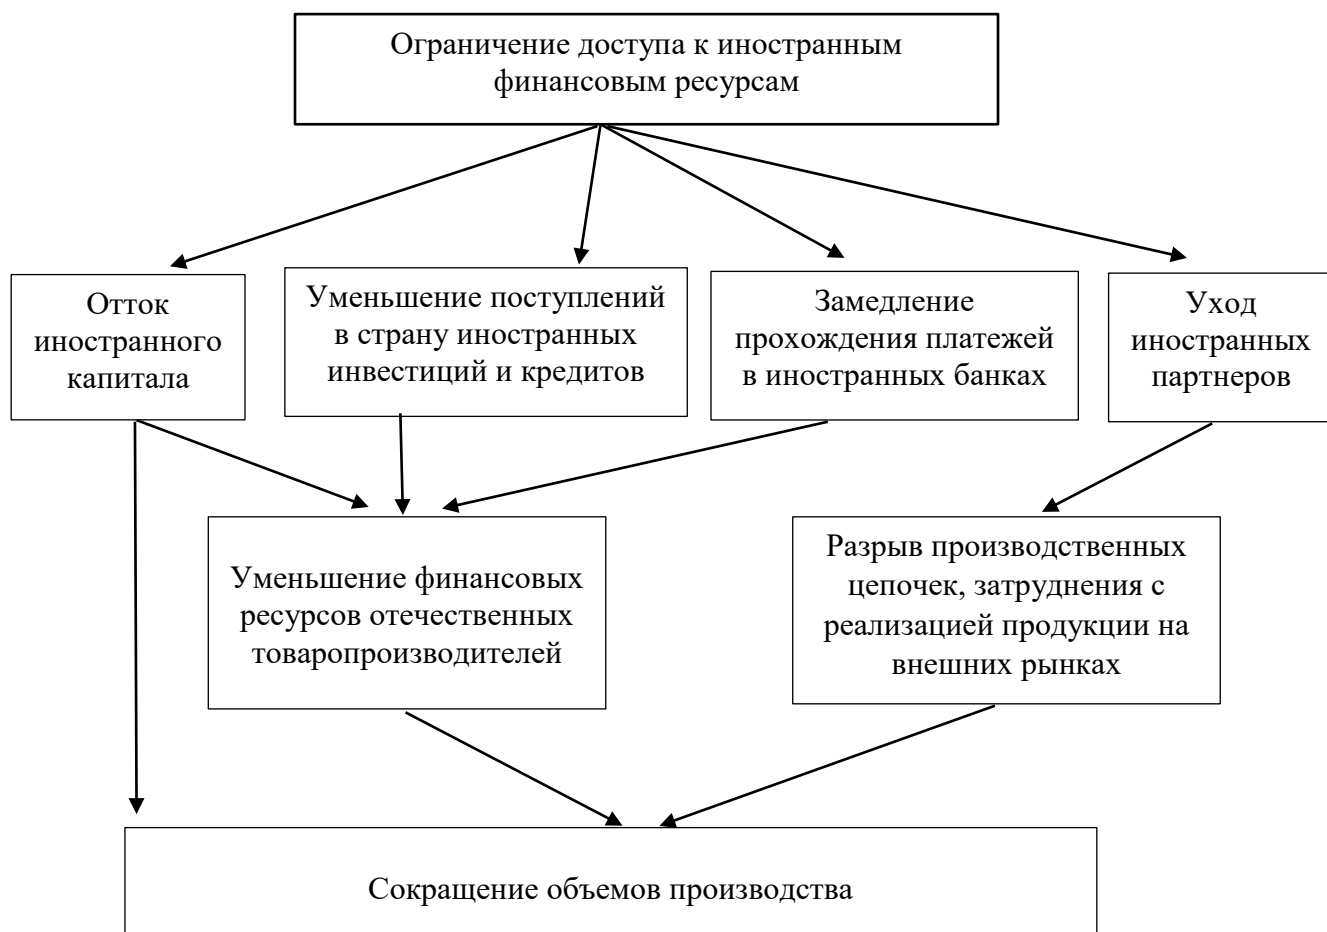 Ограничение доступа к иностранным
финансовым ресурсам
Отток
иностранного
капитала
Уменьшение поступлений
в страну иностранных
инвестиций и кредитов
Замедление
прохождения платежей
в иностранных банках
Уход
иностранных
партнеров
Уменьшение финансовых
ресурсов отечественных
товаропроизводителей
Разрыв производственных
цепочек, затруднения с
реализацией продукции на
внешних рынках
Сокращение объемов производства